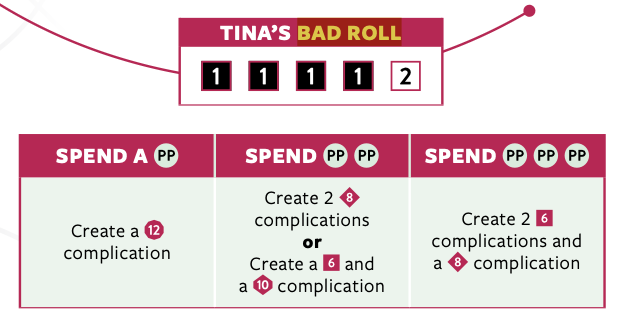 TINA'S BAD ROLL
1 1 1 1 2
SPEND A PP
SPEND PP PP
SPEND PP PP PP
Create a 12
complication
Create 2 8
complications
or
Create a 6 and
a 10 complication
Create 2 6
complications and
a 8 complication